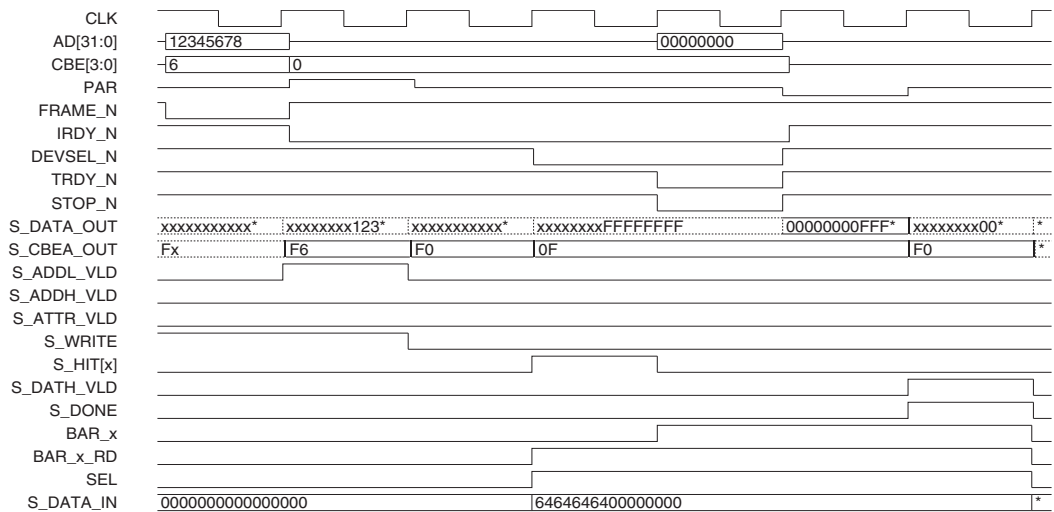 CLK
AD[31:0] 12345678 00000000
CBE[3:0] 6 0
PAR
FRAME_N
IRDY_N
DEVSEL_N
TRDY_N
STOP_N
S_DATA_OUT xxxxxxxxxxx* xxxxxxxx123* xxxxxxxxxxx* xxxxxxxxFFFFFFFF 00000000FFF* xxxxxxxx00* *
S_CBEA_OUT Fx F6 F0 0F F0 *
S_ADDL_VLD
S_ADDH_VLD
S_ATTR_VLD
S_WRITE
S_HIT[x]
S_DATH_VLD
S_DONE
BAR_x
BAR_x_RD
SEL
S_DATA_IN 0000000000000000 6464646400000000 *